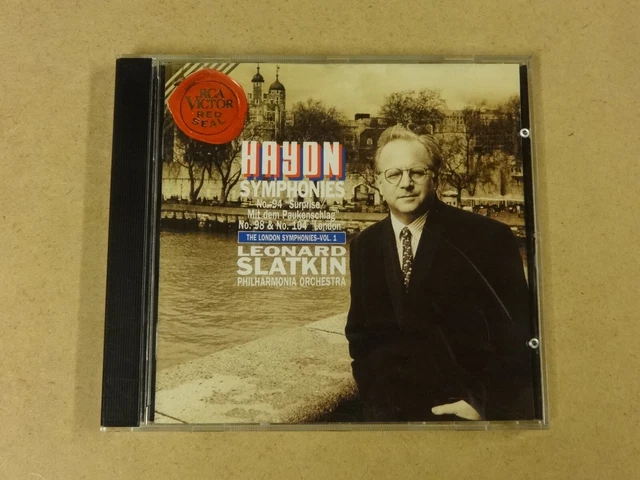 RCA
VICTOR
RED
SEAL
HAYDN
SYMPHONIES
No. 94 "Surprise/
Mit dem Paukenschlag"
No. 98 & No. 104 "London"
THE LONDON SYMPHONIES–VOL. 1
LEONARD
SLATKIN
PHILHARMONIA ORCHESTRA